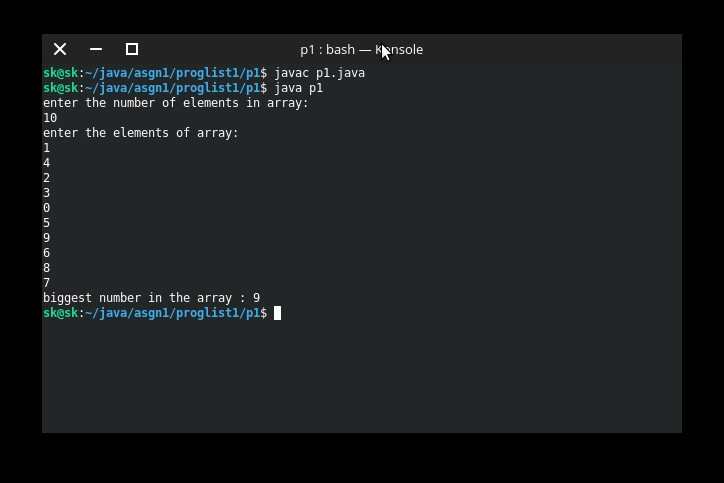 p1 : bash — Konsole
sk@sk:~/java/asgn1/proglist1/p1$ javac p1.java
sk@sk:~/java/asgn1/proglist1/p1$ java p1
enter the number of elements in array:
10
enter the elements of array:
1
4
2
3
0
5
9
6
8
7
biggest number in the array : 9
sk@sk:~/java/asgn1/proglist1/p1$